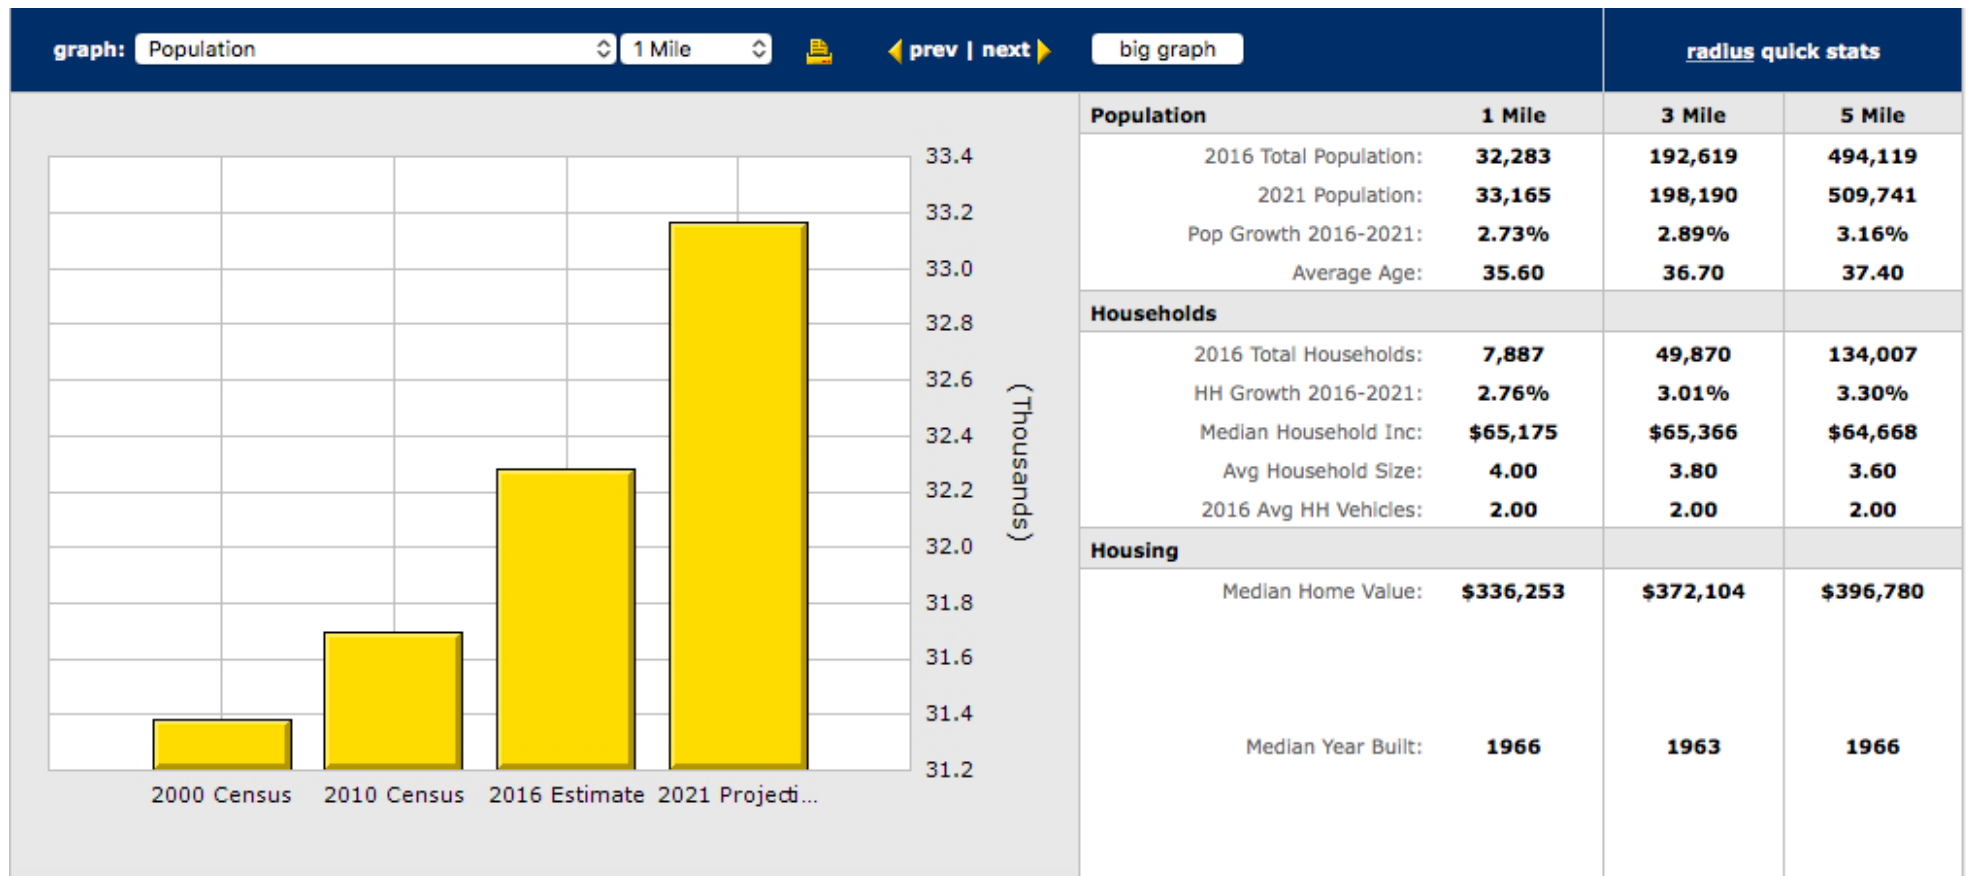 graph: Population 1 Mile prev | next big graph radius quick stats
Population 1 Mile 3 Mile 5 Mile
2016 Total Population: 32,283 192,619 494,119
2021 Population: 33,165 198,190 509,741
Pop Growth 2016-2021: 2.73% 2.89% 3.16%
Average Age: 35.60 36.70 37.40
Households
2016 Total Households: 7,887 49,870 134,007
HH Growth 2016-2021: 2.76% 3.01% 3.30%
Median Household Inc: $65,175 $65,366 $64,668
Avg Household Size: 4.00 3.80 3.60
2016 Avg HH Vehicles: 2.00 2.00 2.00
Housing
Median Home Value: $336,253 $372,104 $396,780
Median Year Built: 1966 1963 1966
33.4
33.2
33.0
32.8
32.6
32.4
32.2
32.0
31.8
31.6
31.4
31.2
(Thousands)
2000 Census 2010 Census 2016 Estimate 2021 Projecti...